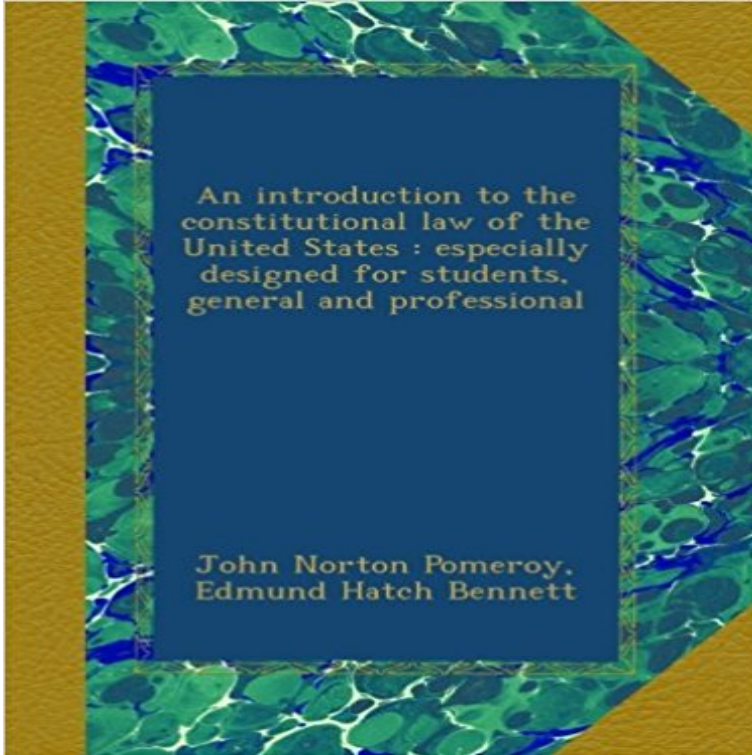 An introduction to the
constitutional law of the
United States : especially
designed for students,
general and professional
John Norton Pomeroy,
Edmund Hatch Bennett